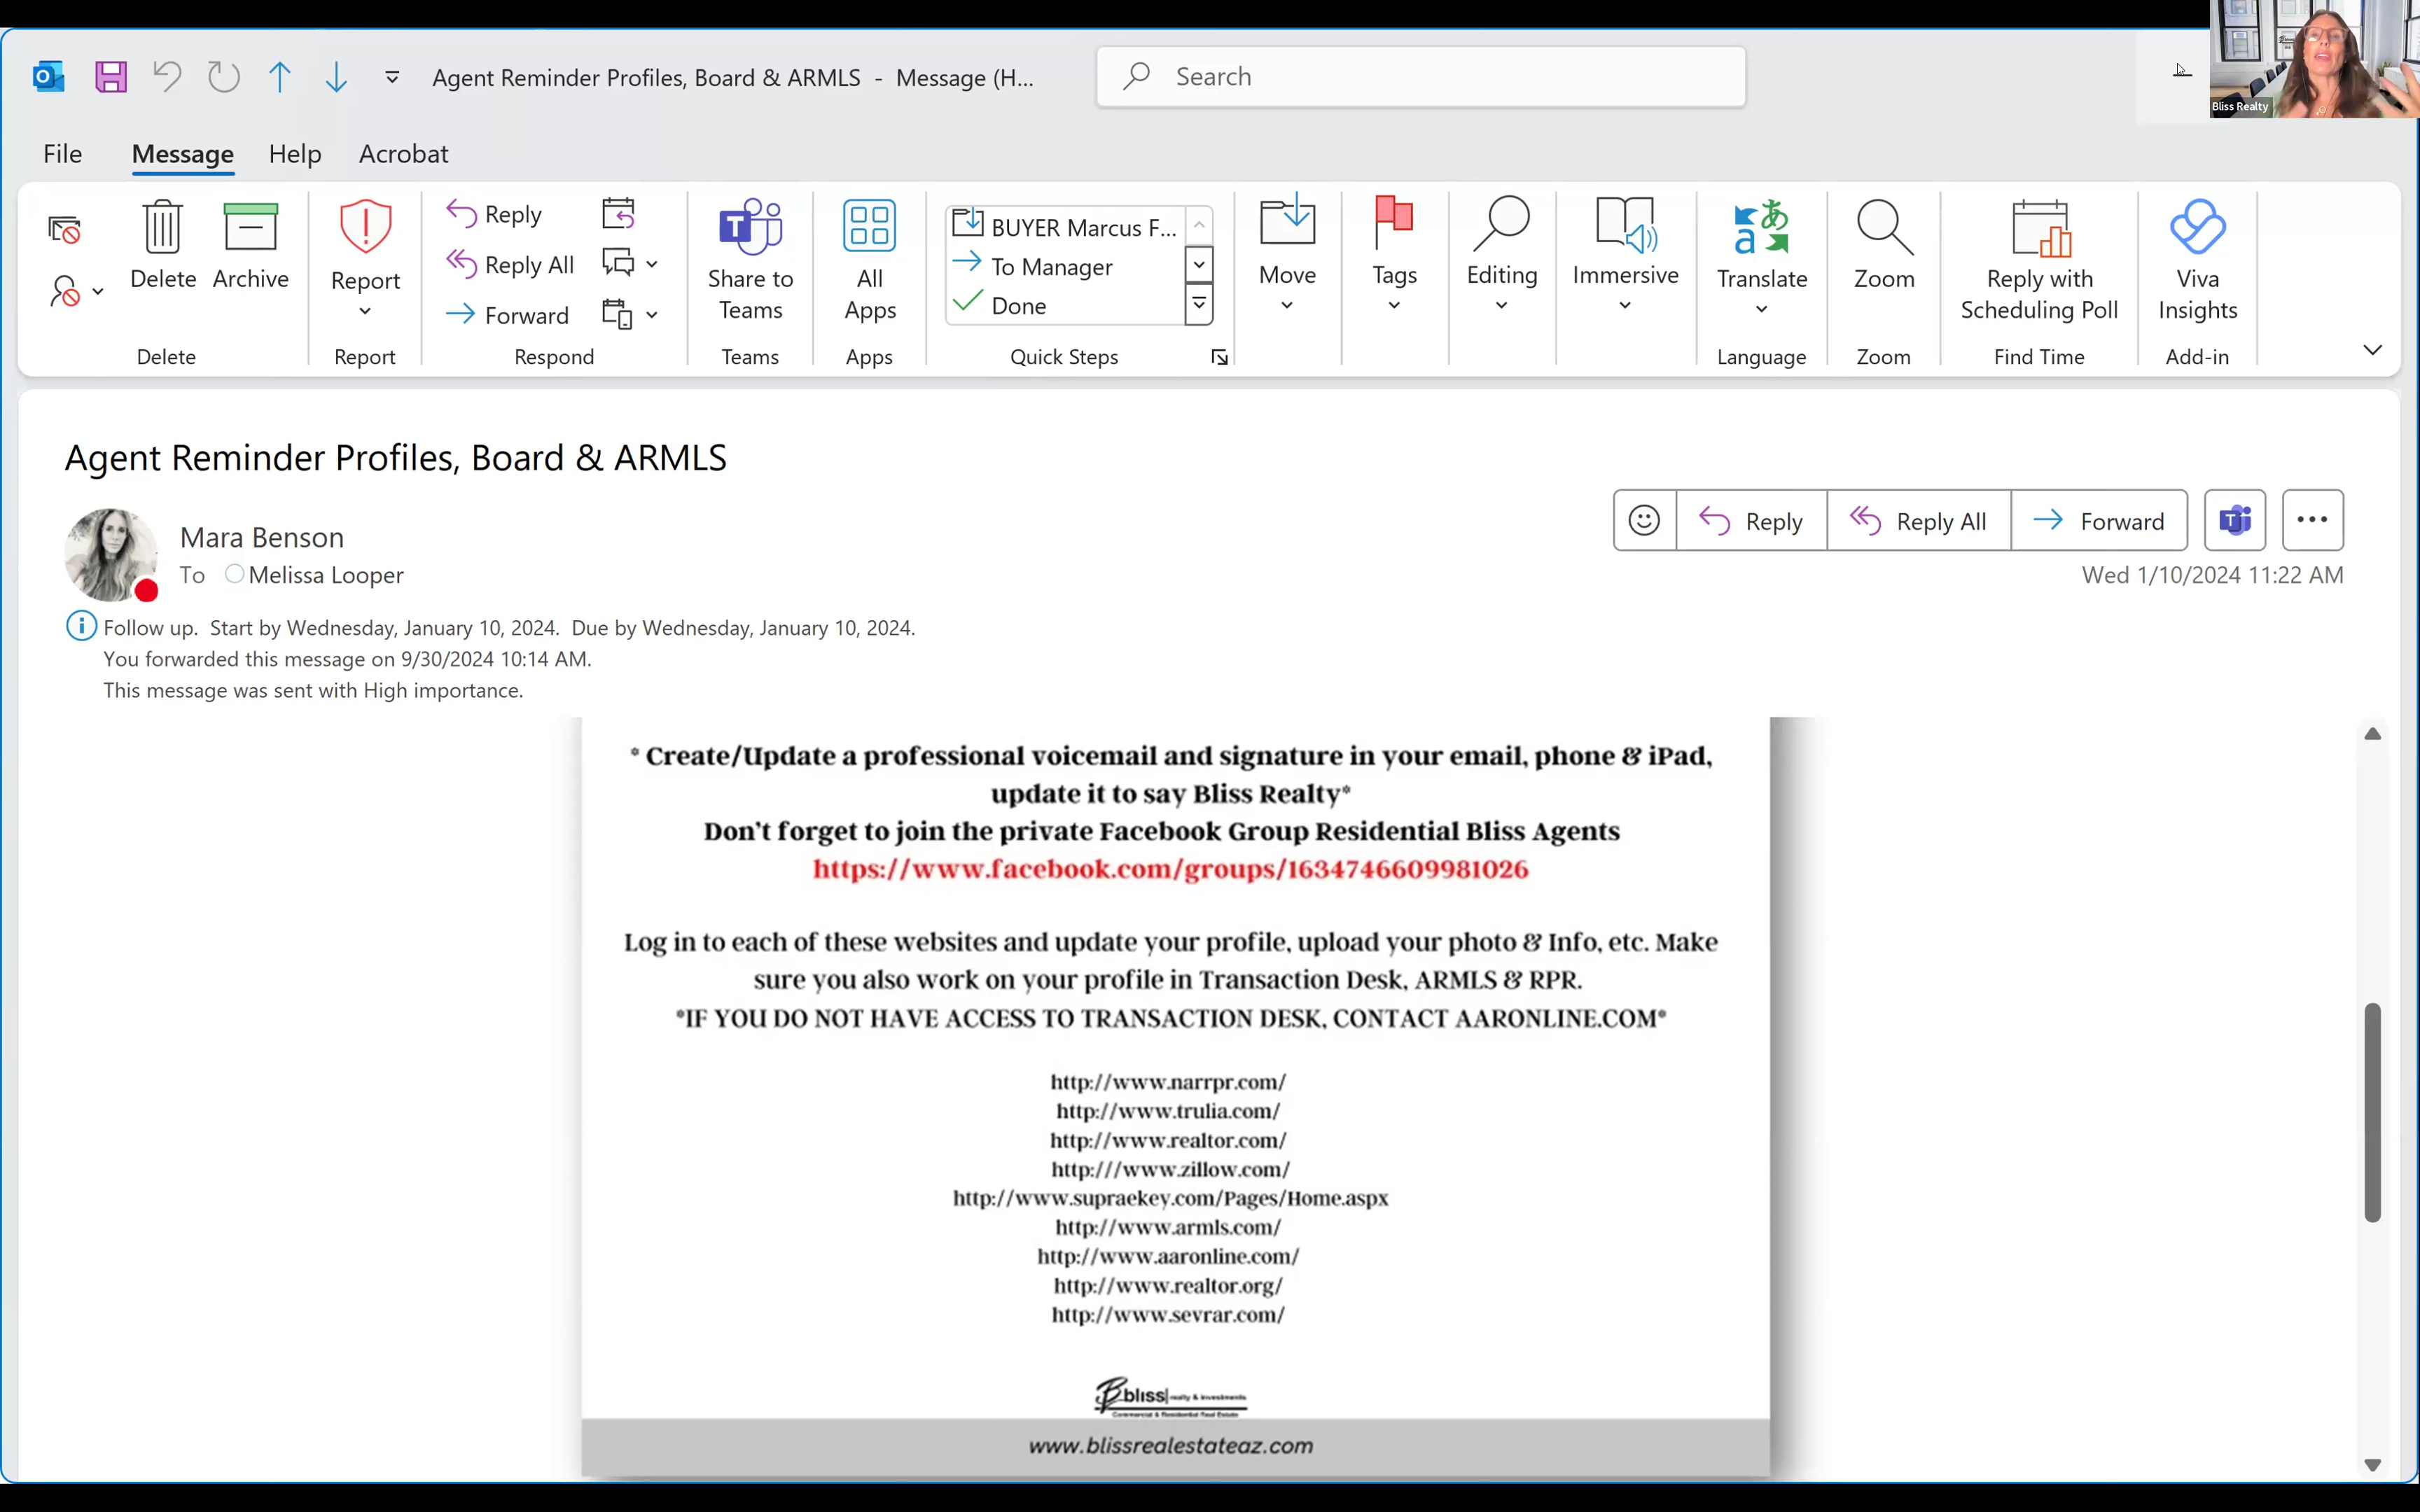 Agent Reminder Profiles, Board & ARMLS - Message (H...
Search
Bliss Realty
File Message Help Acrobat
Delete Archive
Delete
Report
Report
Reply
Reply All
Forward
Respond
Share to Teams
Teams
All Apps
Apps
BUYER Marcus F...
To Manager
Done
Quick Steps
Move
Tags
Editing
Immersive
Translate
Language
Zoom
Zoom
Reply with Scheduling Poll
Find Time
Viva Insights
Add-in
Agent Reminder Profiles, Board & ARMLS
Mara Benson
To Melissa Looper
Reply Reply All Forward
Wed 1/10/2024 11:22 AM
Follow up. Start by Wednesday, January 10, 2024. Due by Wednesday, January 10, 2024.
You forwarded this message on 9/30/2024 10:14 AM.
This message was sent with High importance.
* Create/Update a professional voicemail and signature in your email, phone & iPad,
update it to say Bliss Realty*
Don't forget to join the private Facebook Group Residential Bliss Agents
https://www.facebook.com/groups/1634746609981026
Log in to each of these websites and update your profile, upload your photo & Info, etc. Make
sure you also work on your profile in Transaction Desk, ARMLS & RPR.
*IF YOU DO NOT HAVE ACCESS TO TRANSACTION DESK, CONTACT AARONLINE.COM*
http://www.narrpr.com/
http://www.trulia.com/
http://www.realtor.com/
http:///www.zillow.com/
http://www.supraekey.com/Pages/Home.aspx
http://www.armls.com/
http://www.aaronline.com/
http://www.realtor.org/
http://www.sevrar.com/
bliss realty & investments
Commercial & Residential Real Estate
www.blissrealestateaz.com